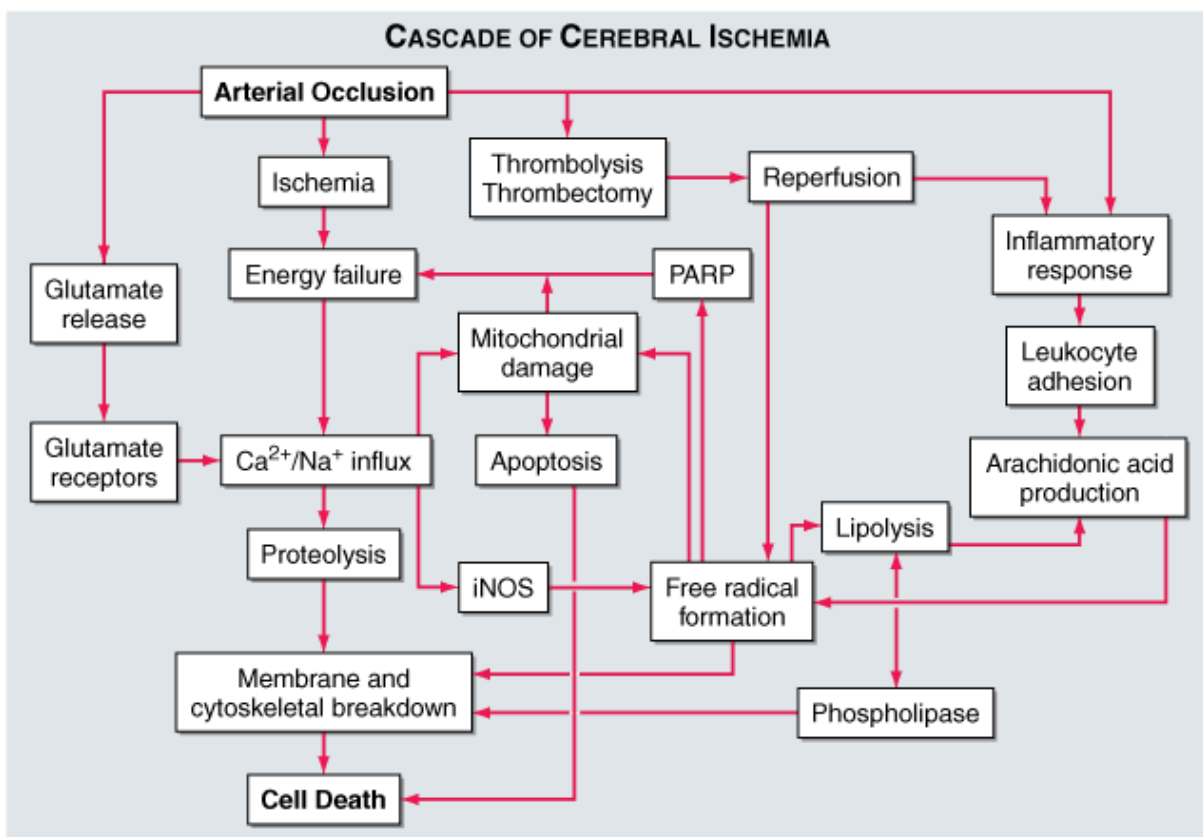 CASCADE OF CEREBRAL ISCHEMIA
Arterial Occlusion
Ischemia
Thrombolysis
Thrombectomy
Reperfusion
Energy failure
PARP
Inflammatory
response
Glutamate
release
Mitochondrial
damage
Leukocyte
adhesion
Glutamate
receptors
Ca²⁺/Na⁺ influx
Apoptosis
Arachidonic acid
production
Lipolysis
Proteolysis
iNOS
Free radical
formation
Membrane and
cytoskeletal breakdown
Phospholipase
Cell Death